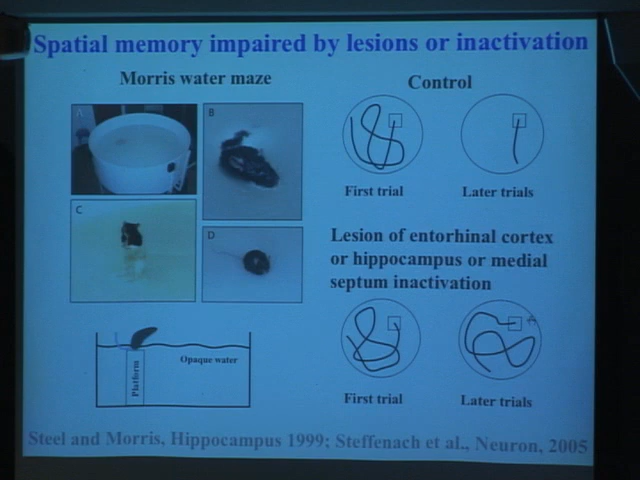 Spatial memory impaired by lesions or inactivation
Morris water maze
Control
A
B
C
D
First trial
Later trials
Lesion of entorhinal cortex
or hippocampus or medial
septum inactivation
First trial
Later trials
Opaque water
Platform
Steel and Morris, Hippocampus 1999; Steffenach et al., Neuron, 2005